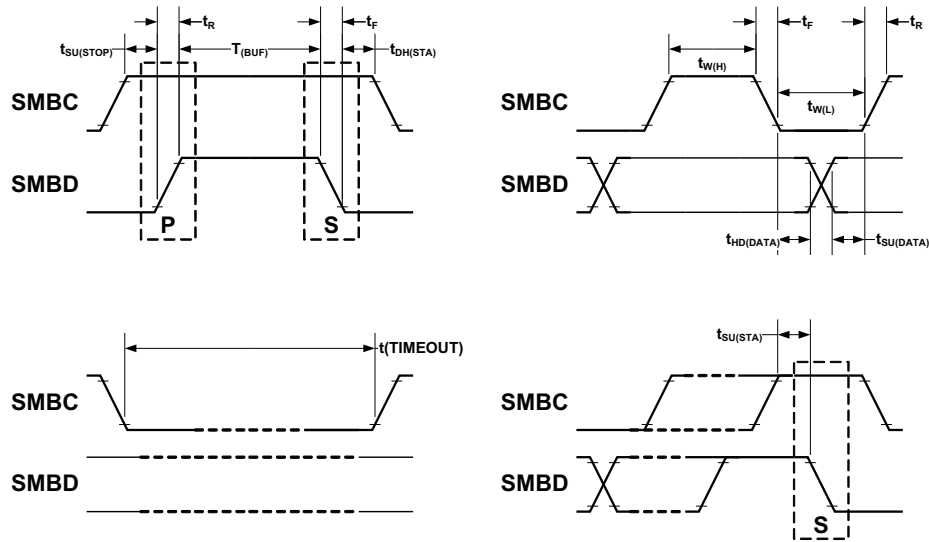 tR
tF
tSU(STOP)
T(BUF)
tDH(STA)
SMBC
SMBD
P
S
tF
tR
tW(H)
tW(L)
SMBC
SMBD
tHD(DATA)
tSU(DATA)
t(TIMEOUT)
SMBC
SMBD
tSU(STA)
SMBC
SMBD
S